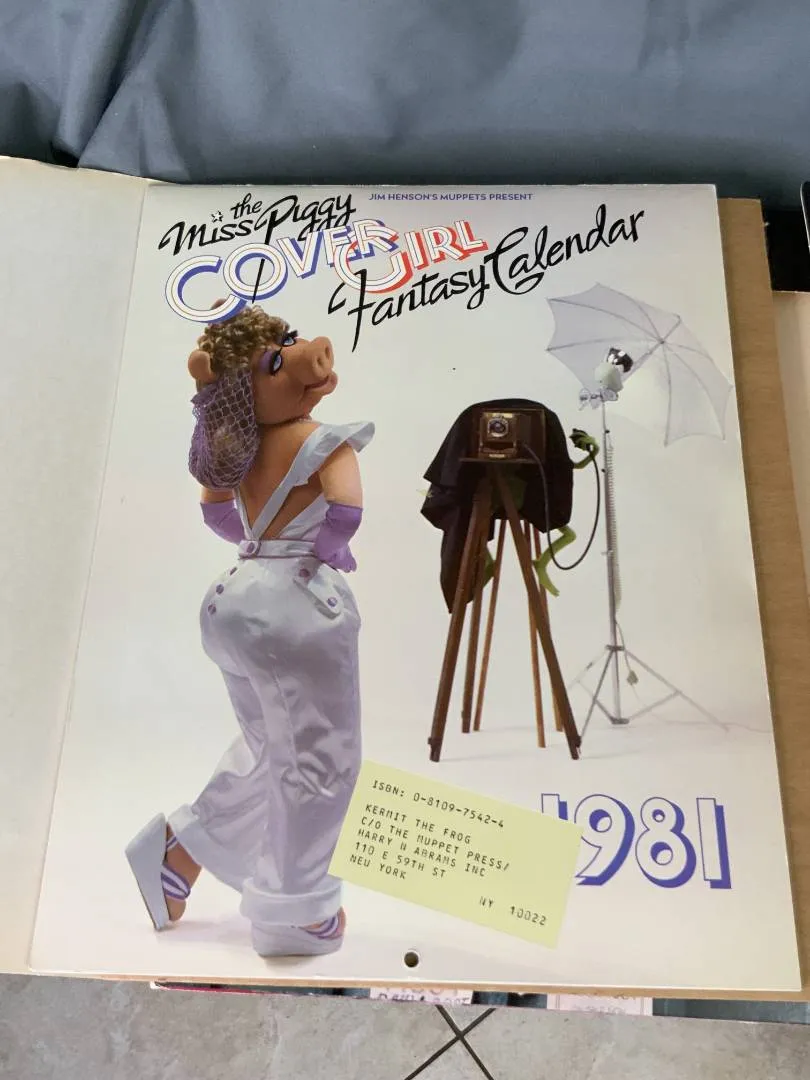 JIM HENSON'S MUPPETS PRESENT
the
Miss Piggy
COVER GIRL
Fantasy Calendar
ISBN: 0-8109-7542-4
KERMIT THE FROG
C/O THE MUPPET PRESS/
HARRY N ABRAMS INC
110 E 59TH ST
NEW YORK
NY 10022
1981